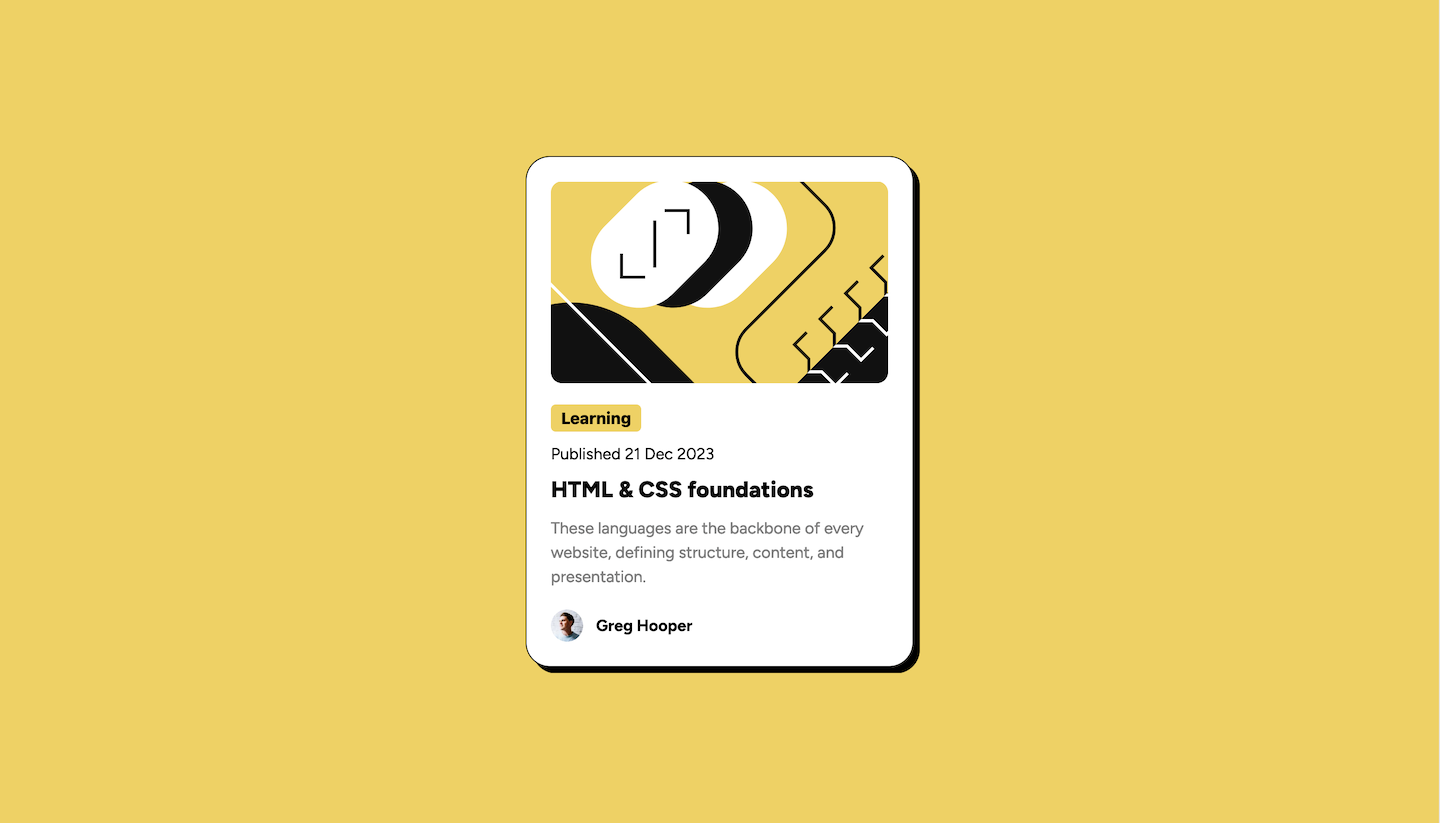 Learning
Published 21 Dec 2023
HTML & CSS foundations
These languages are the backbone of every
website, defining structure, content, and
presentation.
Greg Hooper